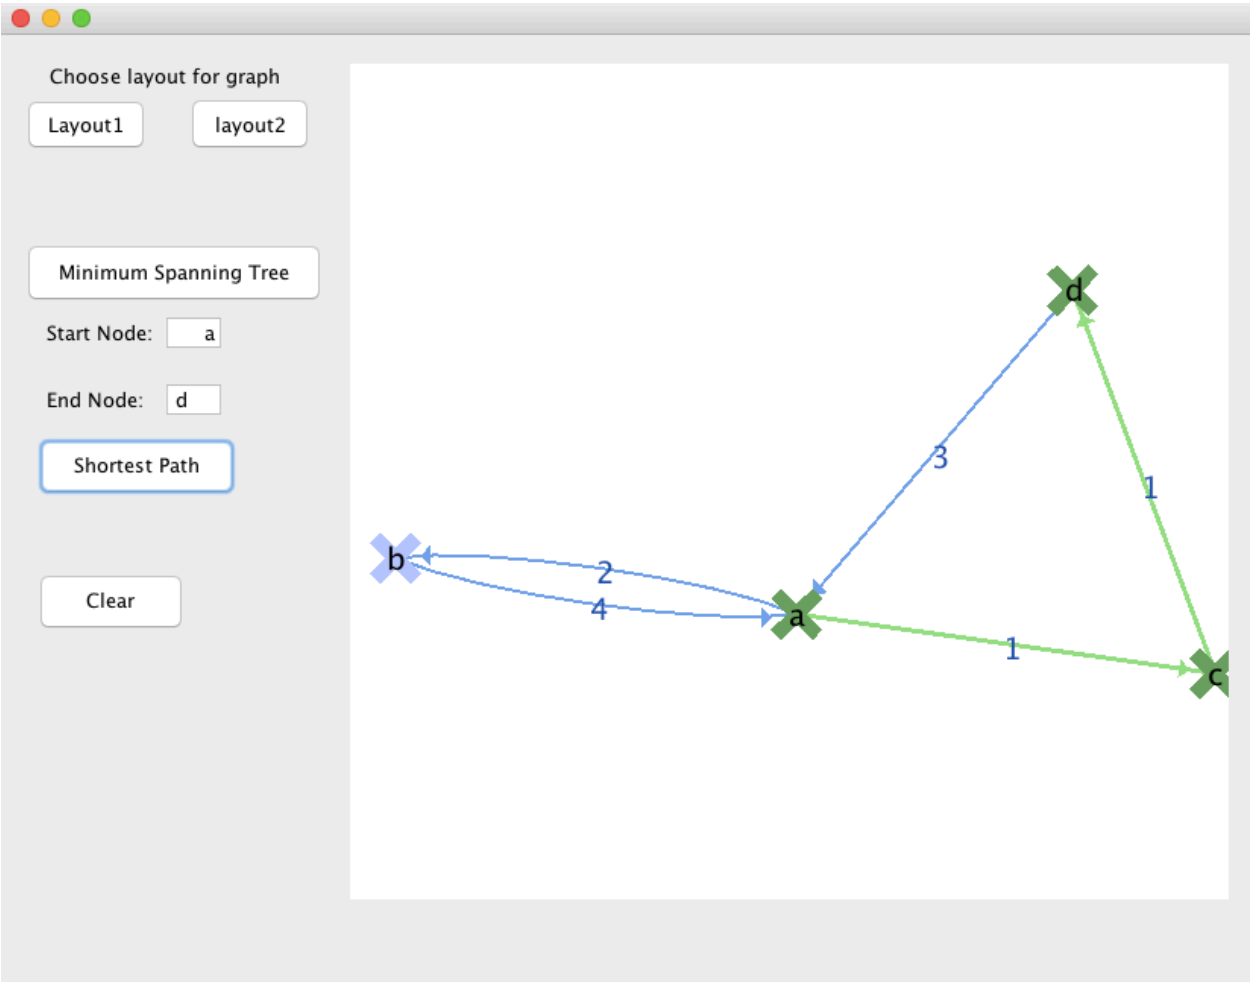 Choose layout for graph
Layout1 layout2
Minimum Spanning Tree
Start Node: a
End Node: d
Shortest Path
Clear
d
3
1
b
2
4
a
1
c